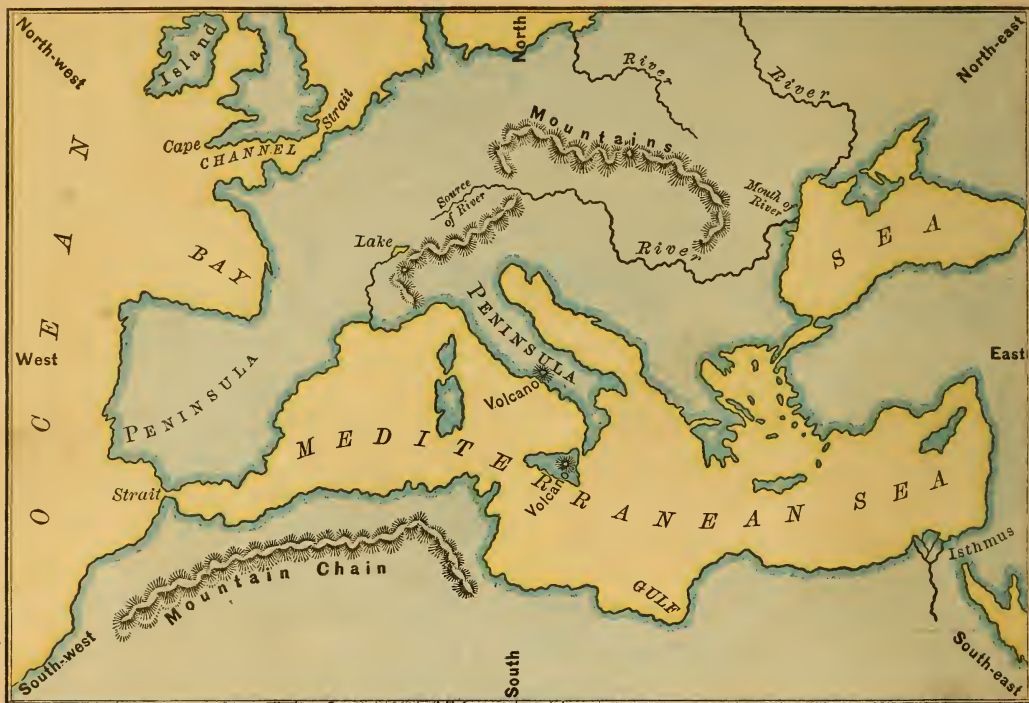 North-west
North
North-east
Island
River
River
Strait
Cape
CHANNEL
Mountains
OCEAN
Source
of River
Mouth of
River
Lake
River
BAY
SEA
PENINSULA
West
East
PENINSULA
Volcano
MEDITERRANEAN SEA
Strait
Volcano
Isthmus
Mountain Chain
GULF
South-west
South
South-east